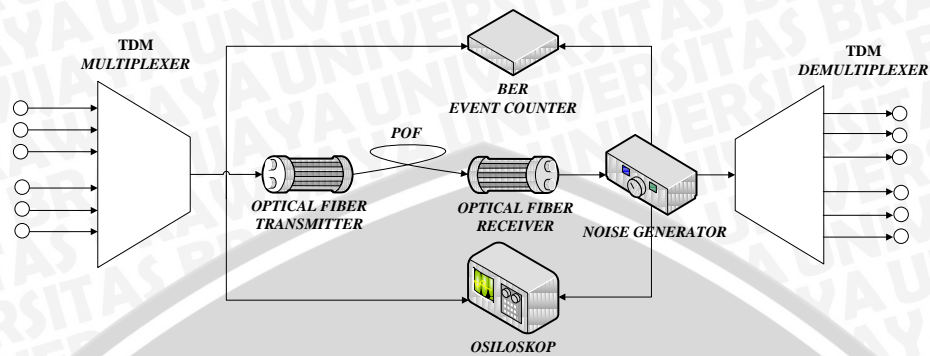 TDM
MULTIPLEXER
BER
EVENT COUNTER
TDM
DEMULTIPLEXER
POF
OPTICAL FIBER
TRANSMITTER
OPTICAL FIBER
RECEIVER
NOISE GENERATOR
OSILOSKOP